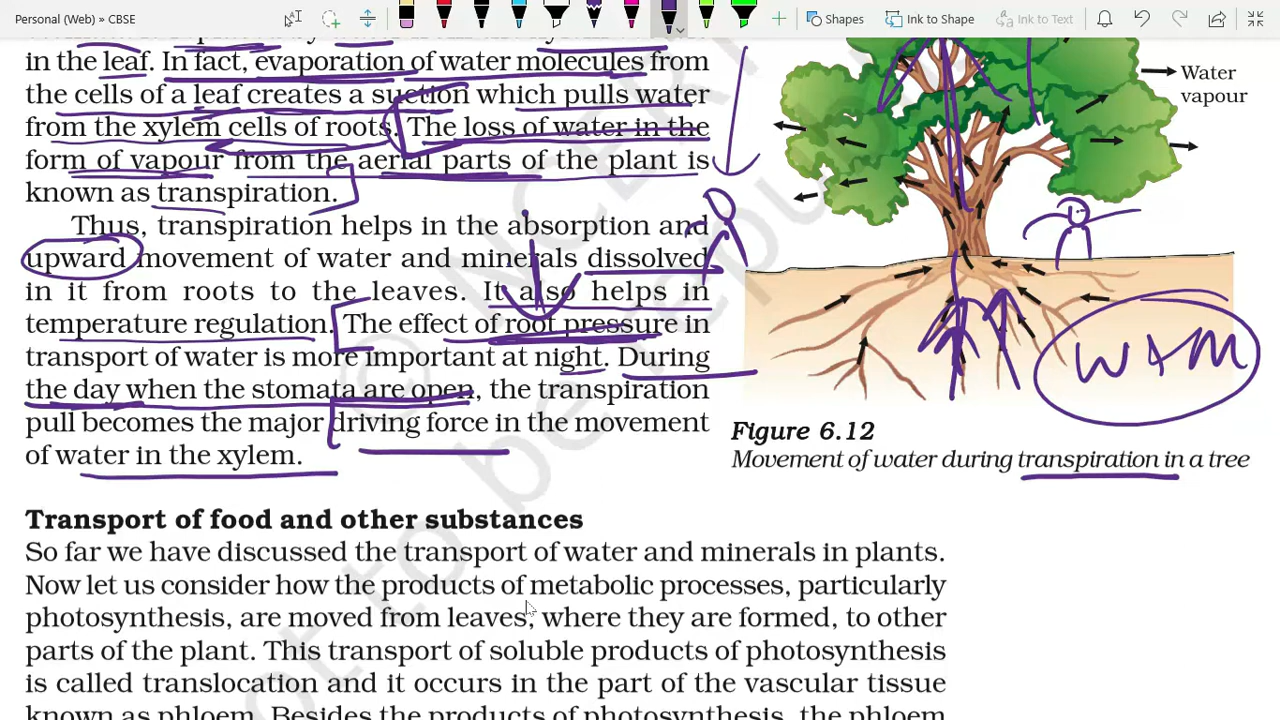 Personal (Web) » CBSE
Shapes
Ink to Shape
Ink to Text
in the leaf. In fact, evaporation of water molecules from
the cells of a leaf creates a suction which pulls water
from the xylem cells of roots. The loss of water in the
form of vapour from the aerial parts of the plant is
known as transpiration.
Thus, transpiration helps in the absorption and
upward movement of water and minerals dissolved
in it from roots to the leaves. It also helps in
temperature regulation. The effect of root pressure in
transport of water is more important at night. During
the day when the stomata are open, the transpiration
pull becomes the major driving force in the movement
of water in the xylem.
Water
vapour
W + M
Figure 6.12
Movement of water during transpiration in a tree
Transport of food and other substances
So far we have discussed the transport of water and minerals in plants.
Now let us consider how the products of metabolic processes, particularly
photosynthesis, are moved from leaves, where they are formed, to other
parts of the plant. This transport of soluble products of photosynthesis
is called translocation and it occurs in the part of the vascular tissue
known as phloem. Besides the products of photosynthesis, the phloem